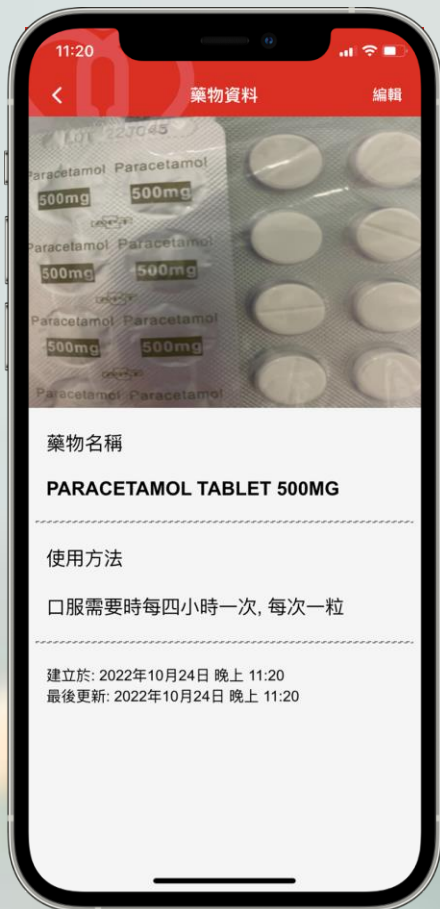 11:20
藥物資料
編輯
LOT 223045
Paracetamol Paracetamol
500mg 500mg
Paracetamol Paracetamol
500mg 500mg
Paracetamol Paracetamol
500mg 500mg
Paracetamol Paracetamol
藥物名稱
PARACETAMOL TABLET 500MG
使用方法
口服需要時每四小時一次, 每次一粒
建立於: 2022年10月24日 晚上 11:20
最後更新: 2022年10月24日 晚上 11:20